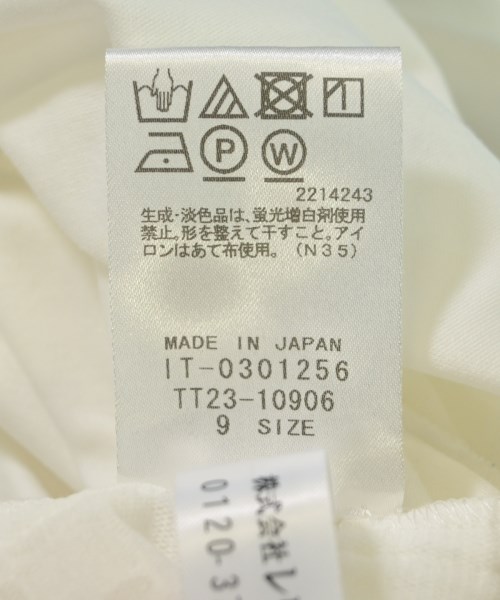 P W
2214243
生成・淡色品は、蛍光増白剤使用
禁止。形を整えて干すこと。アイ
ロンはあて布使用。（N35）
MADE IN JAPAN
IT-0301256
TT23-10906
9 SIZE
株式会社レ
0120-3